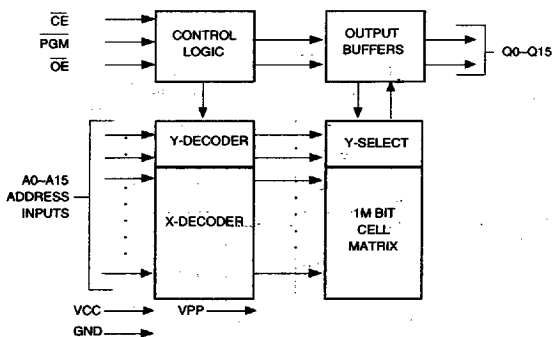 CE
PGM
OE
CONTROL
LOGIC
OUTPUT
BUFFERS
Q0~Q15
Y-DECODER
Y-SELECT
A0~A15
ADDRESS
INPUTS
X-DECODER
1M BIT
CELL
MATRIX
VCC
VPP
GND